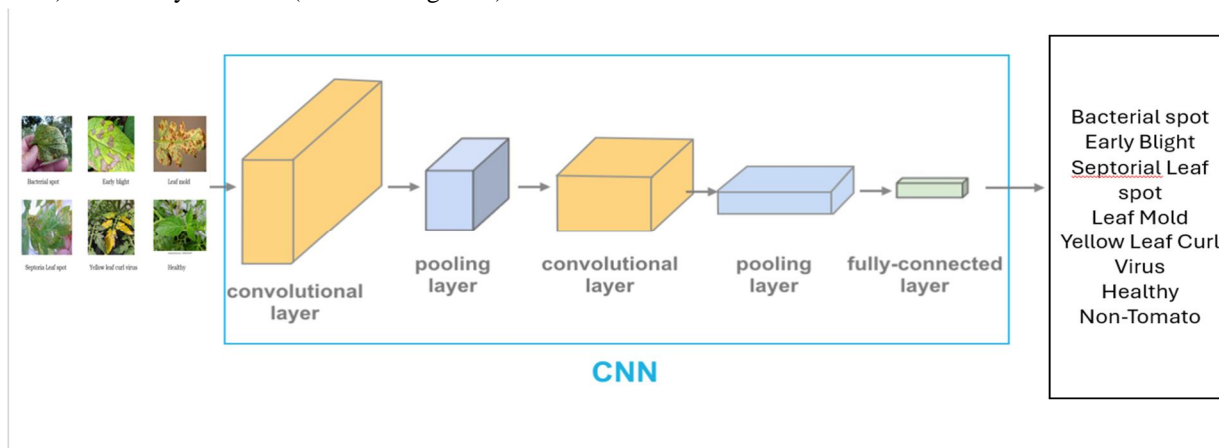 Bacterial spot
Early blight
Leaf mold
Septoria Leaf spot
Yellow leaf curl virus
Healthy
convolutional
layer
pooling
layer
convolutional
layer
pooling
layer
fully-connected
layer
CNN
Bacterial spot
Early Blight
Septorial Leaf
spot
Leaf Mold
Yellow Leaf Curl
Virus
Healthy
Non-Tomato